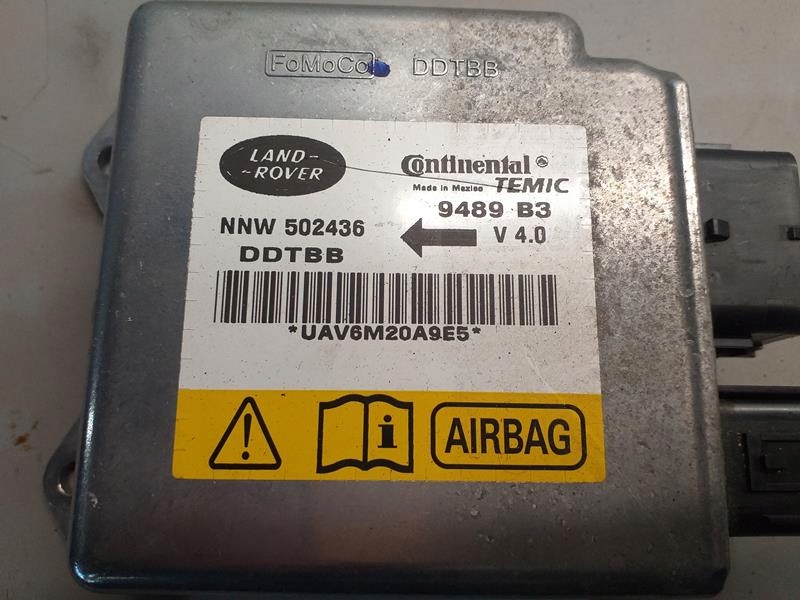 FoMoCo DDTBB
LAND-
-ROVER
Continental
Made in Mexico TEMIC
9489 B3
NNW 502436
V 4.0
DDTBB
*UAV6M20A9E5*
i
AIRBAG